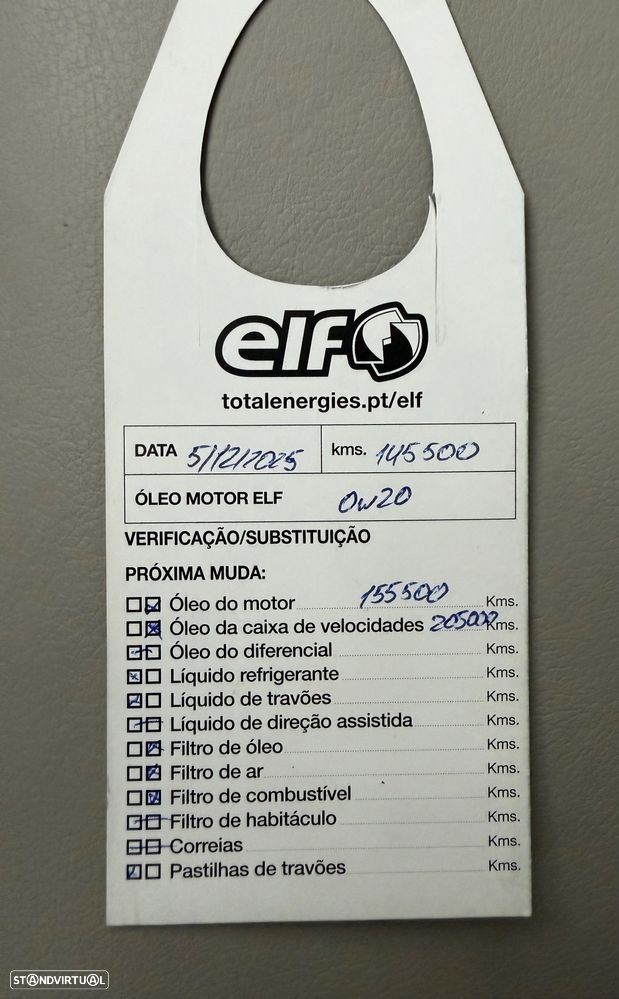 elf
totalenergies.pt/elf
DATA 5/12/2025 kms. 145500
ÓLEO MOTOR ELF 0w20
VERIFICAÇÃO/SUBSTITUIÇÃO
PRÓXIMA MUDA:
Óleo do motor 155500 Kms.
Óleo da caixa de velocidades 205000 Kms.
Óleo do diferencial Kms.
Líquido refrigerante Kms.
Líquido de travões Kms.
Líquido de direção assistida Kms.
Filtro de óleo Kms.
Filtro de ar Kms.
Filtro de combustível Kms.
Filtro de habitáculo Kms.
Correias Kms.
Pastilhas de travões Kms.
STANDVIRTUAL